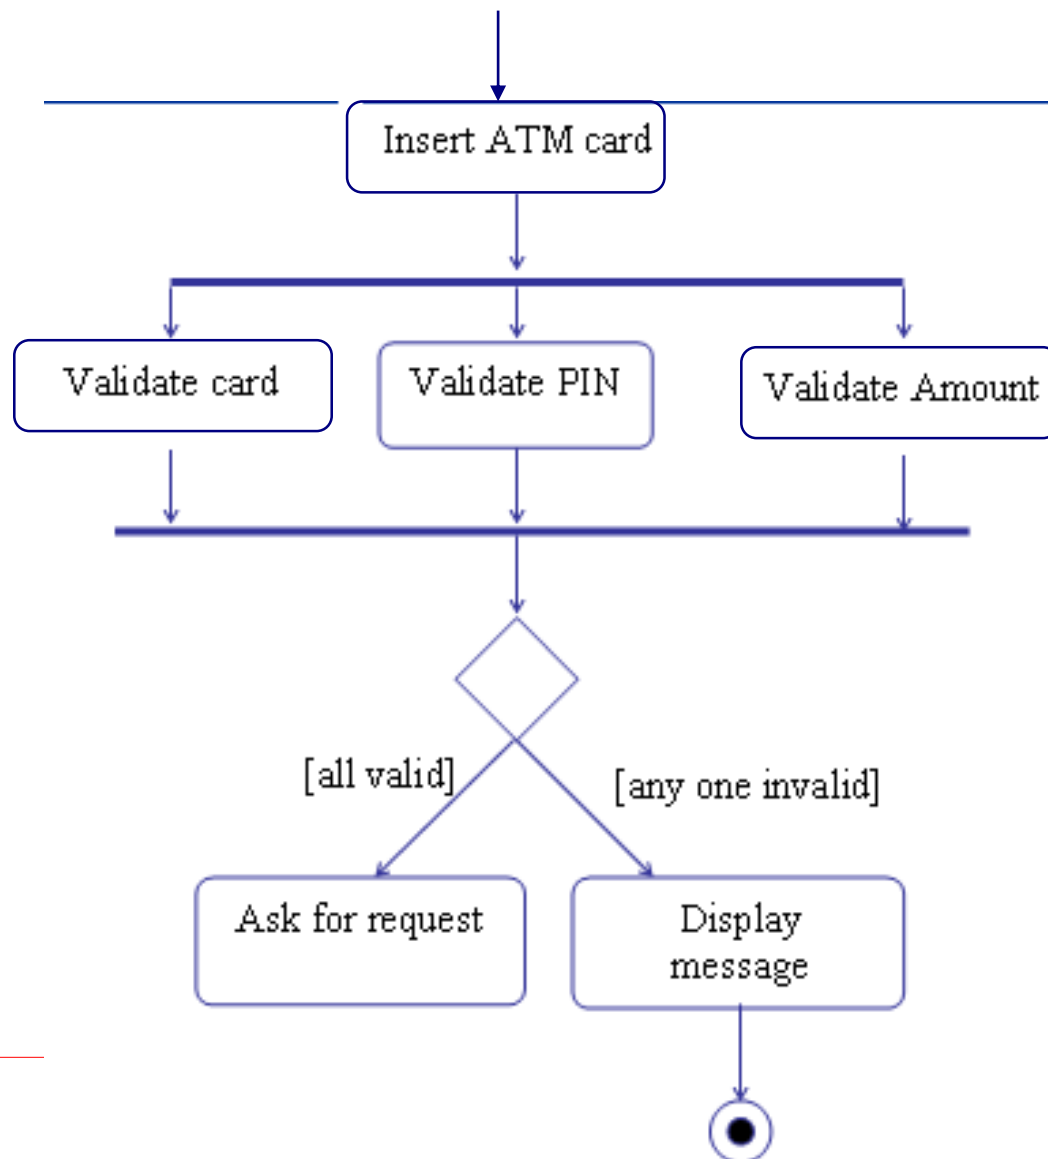 Insert ATM card
Validate card
Validate PIN
Validate Amount
[all valid]
[any one invalid]
Ask for request
Display
message